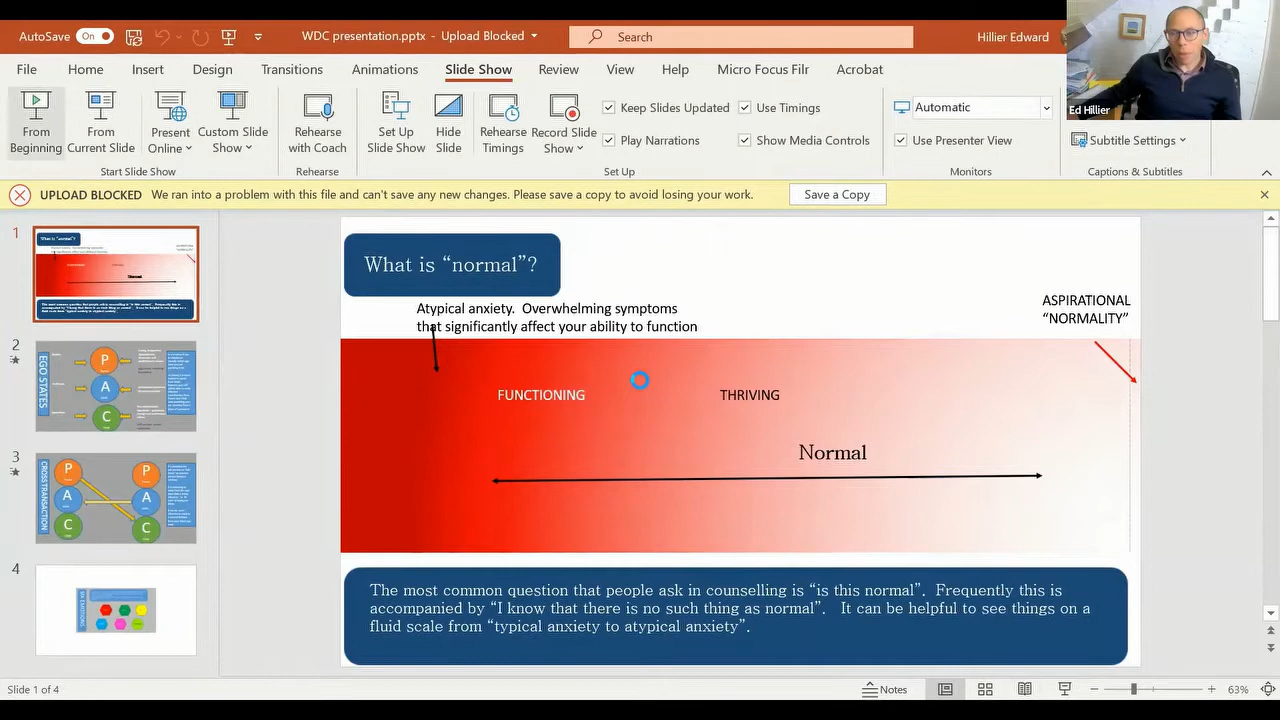 AutoSave On WDC presentation.pptx - Upload Blocked Search Hillier Edward
File Home Insert Design Transitions Animations Slide Show Review View Help Micro Focus Filr Acrobat
Ed Hillier
From Beginning
From Current Slide
Present Online
Custom Slide Show
Rehearse with Coach
Set Up Slide Show
Hide Slide
Rehearse Timings
Record Slide Show
Keep Slides Updated Use Timings
Play Narrations Show Media Controls
Automatic
Use Presenter View
Subtitle Settings
Start Slide Show Rehearse Set Up Monitors Captions & Subtitles
UPLOAD BLOCKED We ran into a problem with this file and can't save any new changes. Please save a copy to avoid losing your work. Save a Copy
1
What is "normal"?
2
EGO STATES
P
A
C
3
CROSS TRANSACTION
P P
A A
C C
4
SIX EMOTIONS
What is “normal”?
Atypical anxiety. Overwhelming symptoms
that significantly affect your ability to function
ASPIRATIONAL
“NORMALITY”
FUNCTIONING THRIVING
Normal
The most common question that people ask in counselling is “is this normal”. Frequently this is
accompanied by “I know that there is no such thing as normal”. It can be helpful to see things on a
fluid scale from “typical anxiety to atypical anxiety”.
Slide 1 of 4 Notes 63%